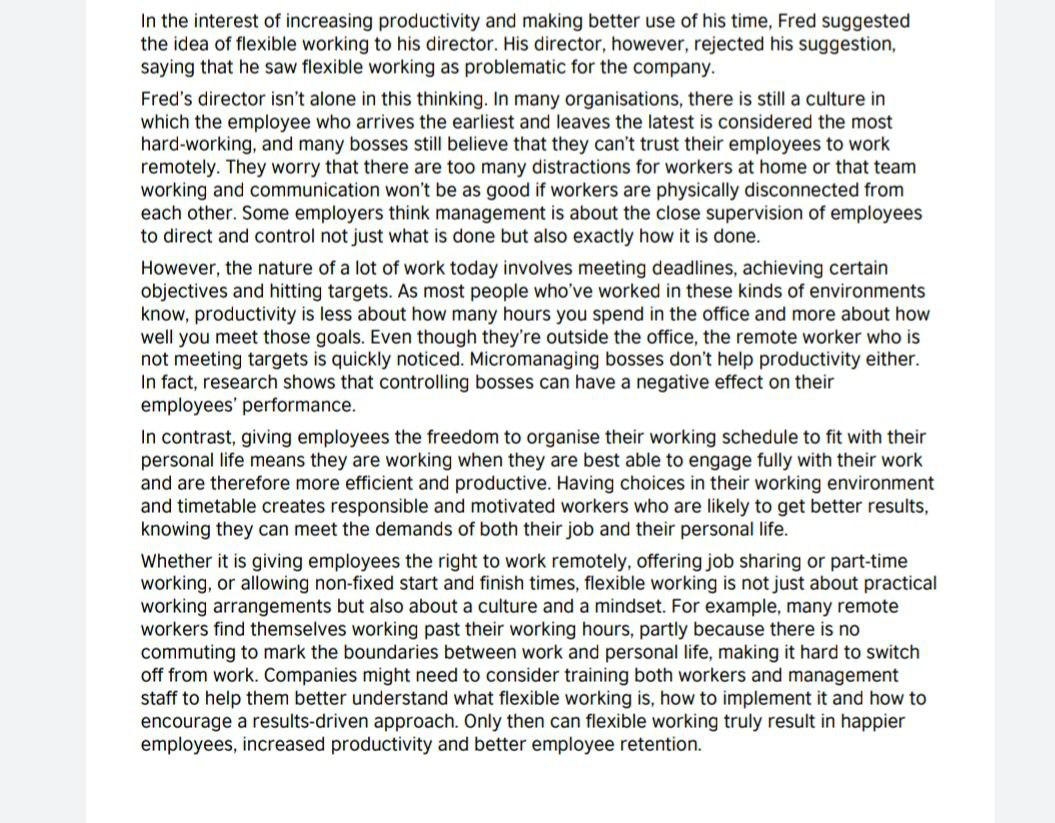 In the interest of increasing productivity and making better use of his time, Fred suggested
the idea of flexible working to his director. His director, however, rejected his suggestion,
saying that he saw flexible working as problematic for the company.
Fred’s director isn’t alone in this thinking. In many organisations, there is still a culture in
which the employee who arrives the earliest and leaves the latest is considered the most
hard-working, and many bosses still believe that they can’t trust their employees to work
remotely. They worry that there are too many distractions for workers at home or that team
working and communication won’t be as good if workers are physically disconnected from
each other. Some employers think management is about the close supervision of employees
to direct and control not just what is done but also exactly how it is done.
However, the nature of a lot of work today involves meeting deadlines, achieving certain
objectives and hitting targets. As most people who’ve worked in these kinds of environments
know, productivity is less about how many hours you spend in the office and more about how
well you meet those goals. Even though they’re outside the office, the remote worker who is
not meeting targets is quickly noticed. Micromanaging bosses don’t help productivity either.
In fact, research shows that controlling bosses can have a negative effect on their
employees’ performance.
In contrast, giving employees the freedom to organise their working schedule to fit with their
personal life means they are working when they are best able to engage fully with their work
and are therefore more efficient and productive. Having choices in their working environment
and timetable creates responsible and motivated workers who are likely to get better results,
knowing they can meet the demands of both their job and their personal life.
Whether it is giving employees the right to work remotely, offering job sharing or part-time
working, or allowing non-fixed start and finish times, flexible working is not just about practical
working arrangements but also about a culture and a mindset. For example, many remote
workers find themselves working past their working hours, partly because there is no
commuting to mark the boundaries between work and personal life, making it hard to switch
off from work. Companies might need to consider training both workers and management
staff to help them better understand what flexible working is, how to implement it and how to
encourage a results-driven approach. Only then can flexible working truly result in happier
employees, increased productivity and better employee retention.